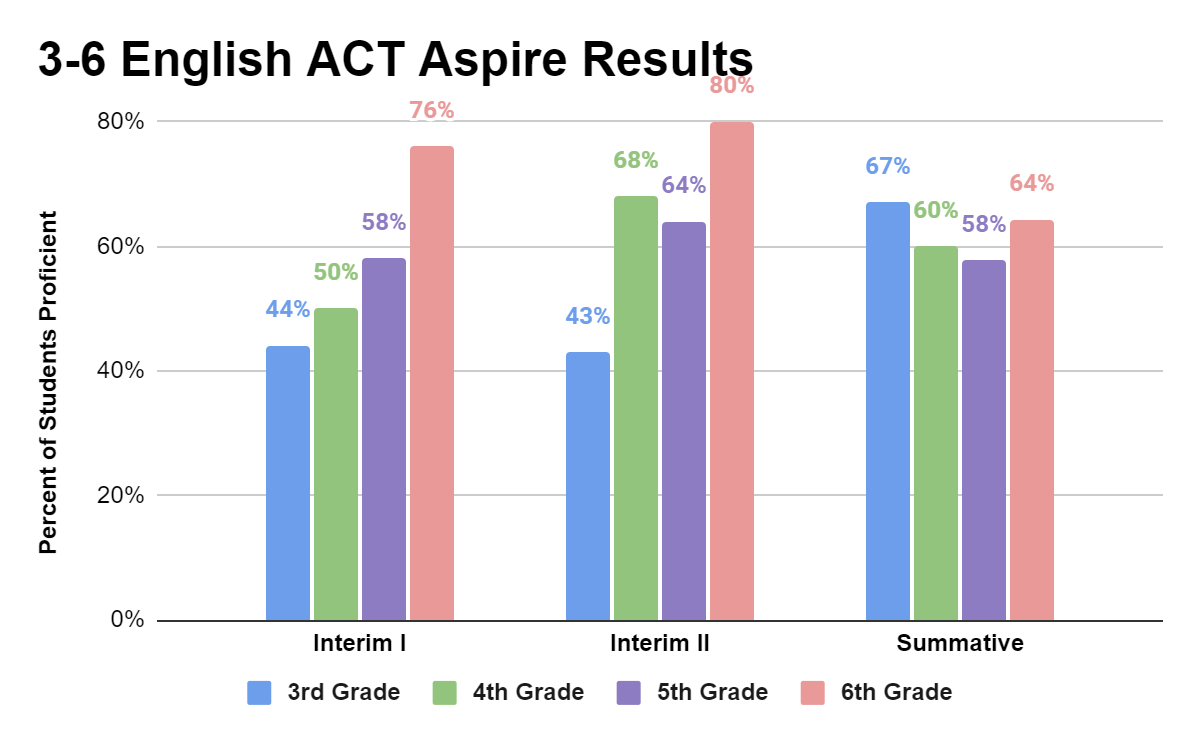 3-6 English ACT Aspire Results
Percent of Students Proficient
80%
60%
40%
20%
0%
44%
50%
58%
76%
43%
68%
64%
80%
67%
60%
58%
64%
Interim I
Interim II
Summative
3rd Grade
4th Grade
5th Grade
6th Grade